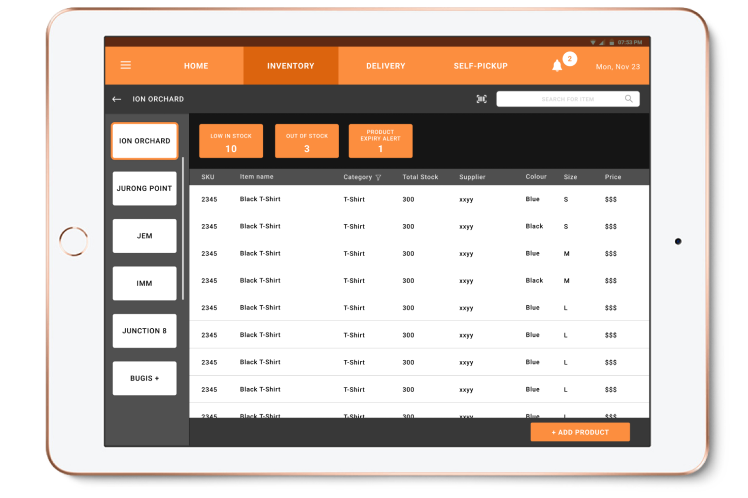 07:53 PM
HOME INVENTORY DELIVERY SELF-PICKUP 2 Mon, Nov 23
ION ORCHARD SEARCH FOR ITEM
ION ORCHARD
JURONG POINT
JEM
IMM
JUNCTION 8
BUGIS +
LOW IN STOCK
10
OUT OF STOCK
3
PRODUCT
EXPIRY ALERT
1
SKU Item name Category Total Stock Supplier Colour Size Price
2345 Black T-Shirt T-Shirt 300 xxyy Blue S $$$
2345 Black T-Shirt T-Shirt 300 xxyy Black S $$$
2345 Black T-Shirt T-Shirt 300 xxyy Blue M $$$
2345 Black T-Shirt T-Shirt 300 xxyy Black M $$$
2345 Black T-Shirt T-Shirt 300 xxyy Blue L $$$
2345 Black T-Shirt T-Shirt 300 xxyy Blue L $$$
2345 Black T-Shirt T-Shirt 300 xxyy Blue L $$$
2345 Black T-Shirt T-Shirt 300 xxyy Blue L $$$
2345 Black T-Shirt T-Shirt 300 xxyy Blue L $$$
+ ADD PRODUCT